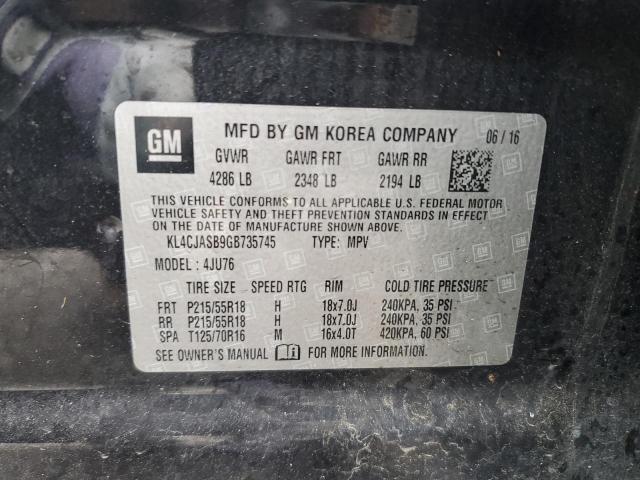 GM MFD BY GM KOREA COMPANY 06 / 16
GVWR GAWR FRT GAWR RR
4286 LB 2348 LB 2194 LB
THIS VEHICLE CONFORMS TO ALL APPLICABLE U.S. FEDERAL MOTOR
VEHICLE SAFETY AND THEFT PREVENTION STANDARDS IN EFFECT
ON THE DATE OF MANUFACTURE SHOWN ABOVE.
KL4CJASB9GB735745 TYPE: MPV
MODEL : 4JU76
TIRE SIZE SPEED RTG RIM COLD TIRE PRESSURE
FRT P215/55R18 H 18x7.0J 240KPA, 35 PSI
RR P215/55R18 H 18x7.0J 240KPA, 35 PSI
SPA T125/70R16 M 16x4.0T 420KPA, 60 PSI
SEE OWNER'S MANUAL FOR MORE INFORMATION.